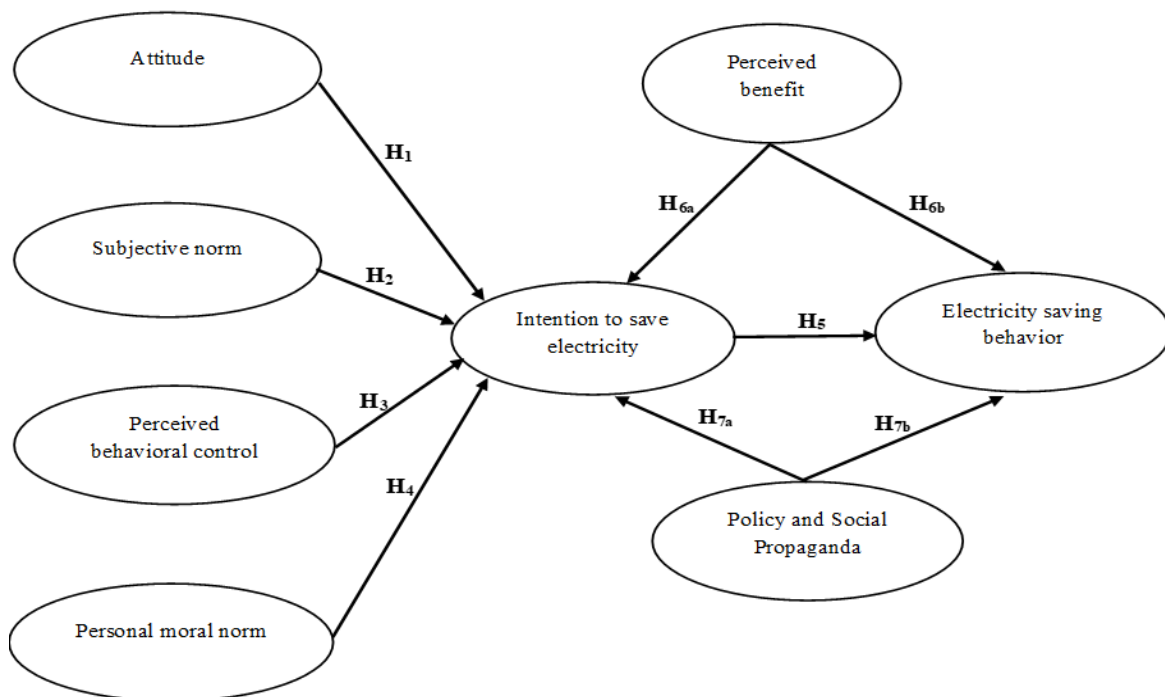 Attitude
Perceived
benefit
H1
H6a
H6b
Subjective norm
H2
Intention to save
electricity
H5
Electricity saving
behavior
Perceived
behavioral control
H3
H7a
H7b
H4
Policy and Social
Propaganda
Personal moral norm